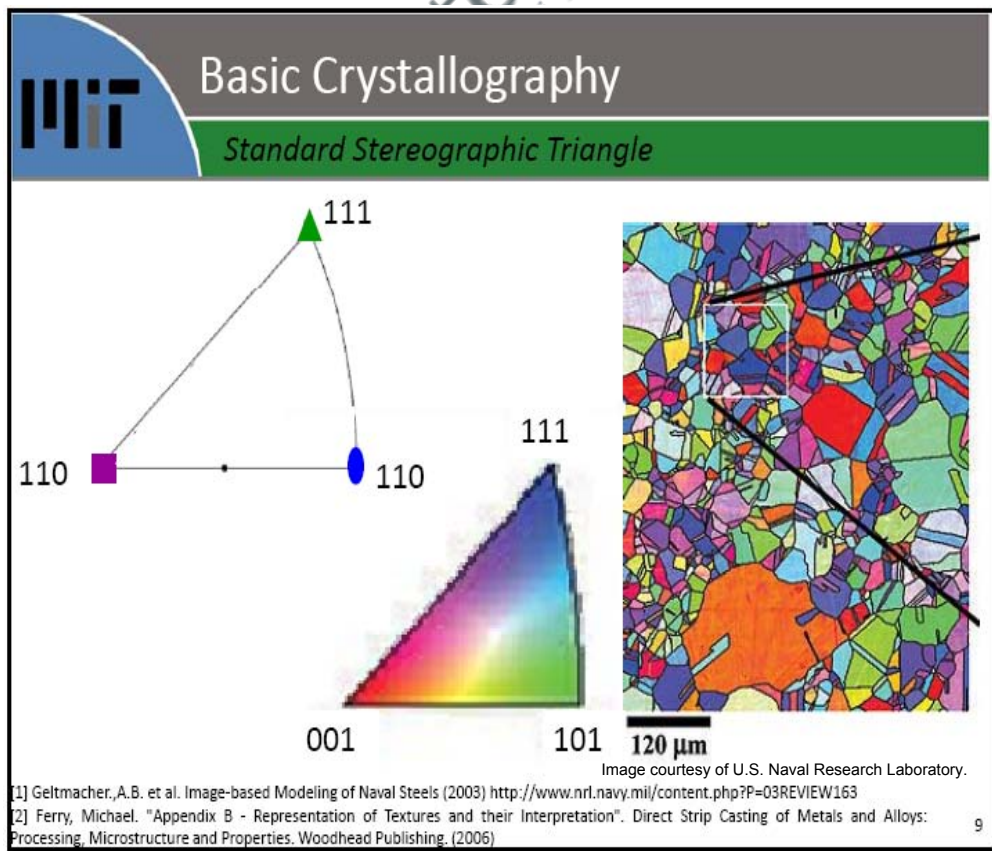 MiT
Basic Crystallography
Standard Stereographic Triangle
111
110
110
111
001
101
120 µm
Image courtesy of U.S. Naval Research Laboratory.
[1] Geltmacher.,A.B. et al. Image-based Modeling of Naval Steels (2003) http://www.nrl.navy.mil/content.php?P=03REVIEW163
[2] Ferry, Michael. "Appendix B - Representation of Textures and their Interpretation". Direct Strip Casting of Metals and Alloys:
Processing, Microstructure and Properties. Woodhead Publishing. (2006)
9